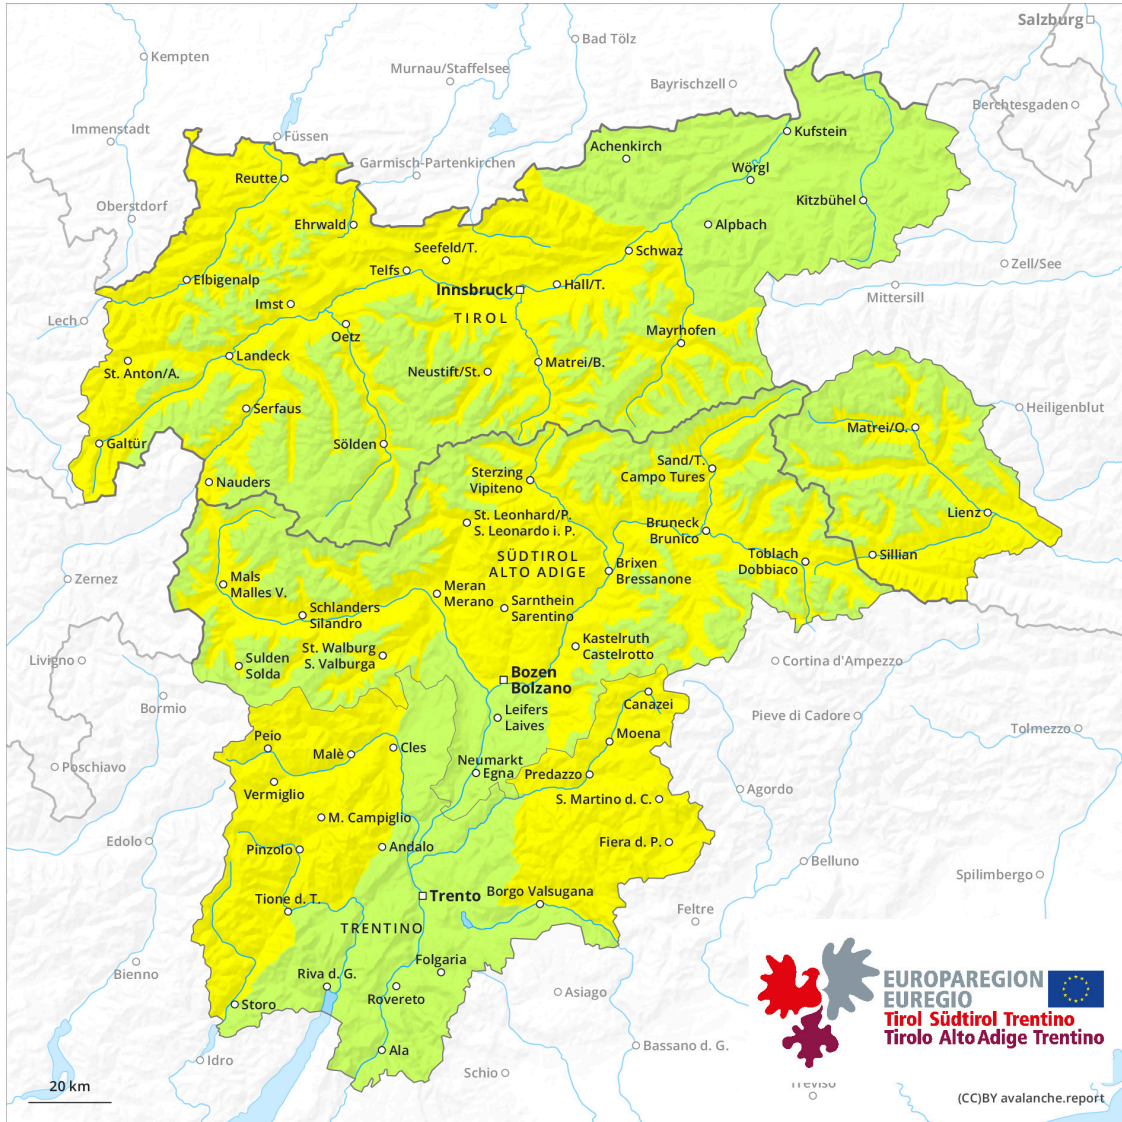 Salzburg
Bad Tölz
Kempten
Murnau/Staffelsee
Bayrischzell
Berchtesgaden
Immenstadt
Füssen
Kufstein
Achenkirch
Garmisch-Partenkirchen
Wörgl
Reutte
Kitzbühel
Oberstdorf
Ehrwald
Alpbach
Seefeld/T.
Schwaz
Zell/See
Telfs
Elbigenalp
Innsbruck
Hall/T.
Mittersill
Imst
Lech
TIROL
Oetz
Mayrhofen
Landeck
Matrei/B.
St. Anton/A.
Neustift/St.
Serfaus
Heiligenblut
Matrei/O.
Galtür
Sölden
Sand/T.
Campo Tures
Sterzing
Vipiteno
Nauders
Lienz
St. Leonhard/P.
S. Leonardo i. P.
Bruneck
Brunico
SÜDTIROL
ALTO ADIGE
Toblach
Dobbiaco
Sillian
Brixen
Bressanone
Zernez
Mals
Malles V.
Meran
Merano
Sarnthein
Sarentino
Schlanders
Silandro
Kastelruth
Castelrotto
St. Walburg
S. Valburga
Livigno
Sulden
Solda
Cortina d'Ampezzo
Bozen
Bolzano
Bormio
Canazei
Leifers
Laives
Pieve di Cadore
Tolmezzo
Peio
Moena
Malè
Cles
Neumarkt
Egna
Poschiavo
Predazzo
Vermiglio
Agordo
S. Martino d. C.
M. Campiglio
Edolo
Pinzolo
Andalo
Fiera d. P.
Belluno
Spilimbergo
Borgo Valsugana
Trento
Tione d. T.
Feltre
TRENTINO
Folgaria
Bienno
Riva d. G.
EUROPAREGION
EUREGIO
Tirol Südtirol Trentino
Tirolo Alto Adige Trentino
Asiago
Rovereto
Storo
Bassano d. G.
Ala
Idro
Schio
Treviso
20 km
(CC)BY avalanche.report